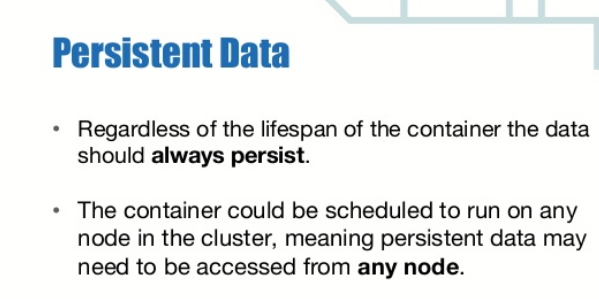 Persistent Data
• Regardless of the lifespan of the container the data
should always persist.
• The container could be scheduled to run on any
node in the cluster, meaning persistent data may
need to be accessed from any node.